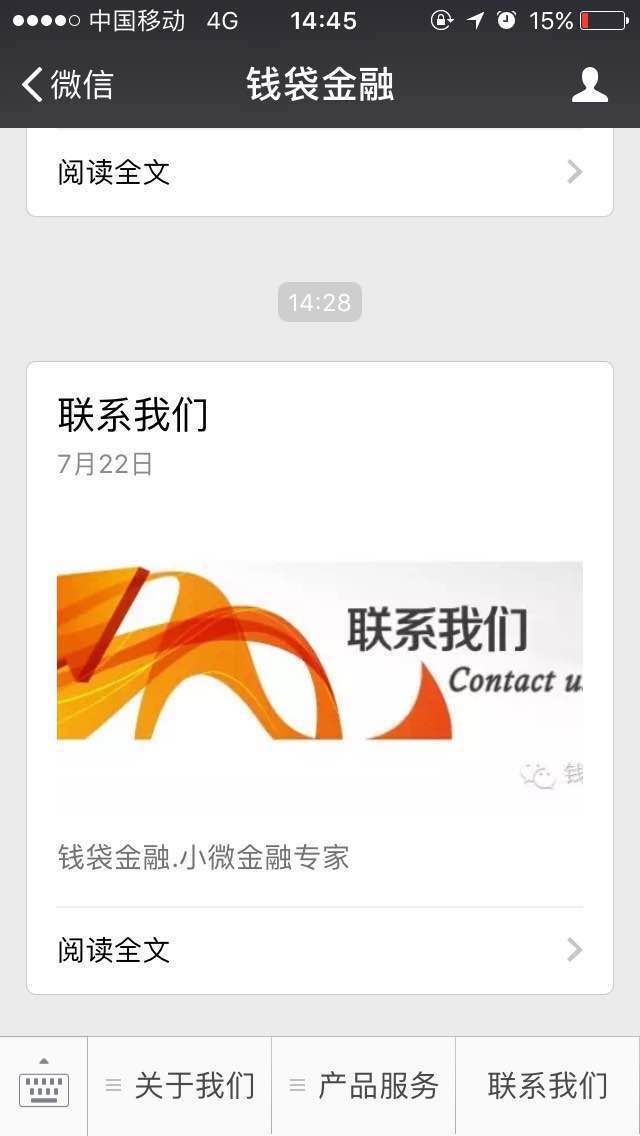 中国移动 4G 14:45 15%
微信 钱袋金融
阅读全文
14:28
联系我们
7月22日
联系我们
Contact u
钱
钱袋金融.小微金融专家
阅读全文
关于我们 产品服务 联系我们